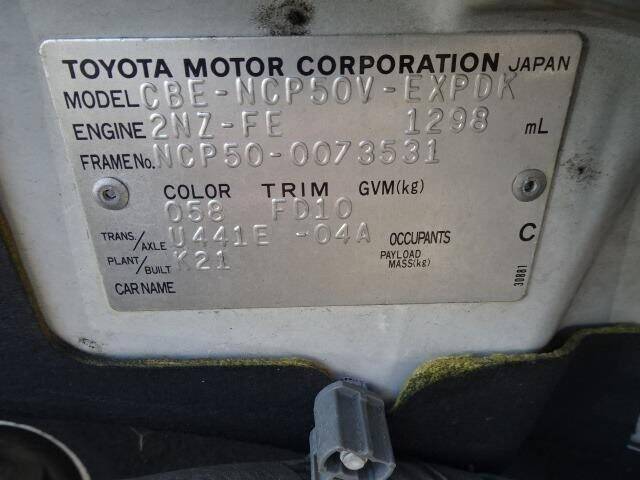 TOYOTA MOTOR CORPORATION JAPAN
MODEL CBE-NCP50V-EXPDK
ENGINE 2NZ-FE 1298 mL
FRAME No. NCP50-0073531
COLOR TRIM GVM(kg)
058 FD10
TRANS./AXLE U441E -04A OCCUPANTS C
PLANT/BUILT K21 PAYLOAD MASS(kg)
CAR NAME
30881